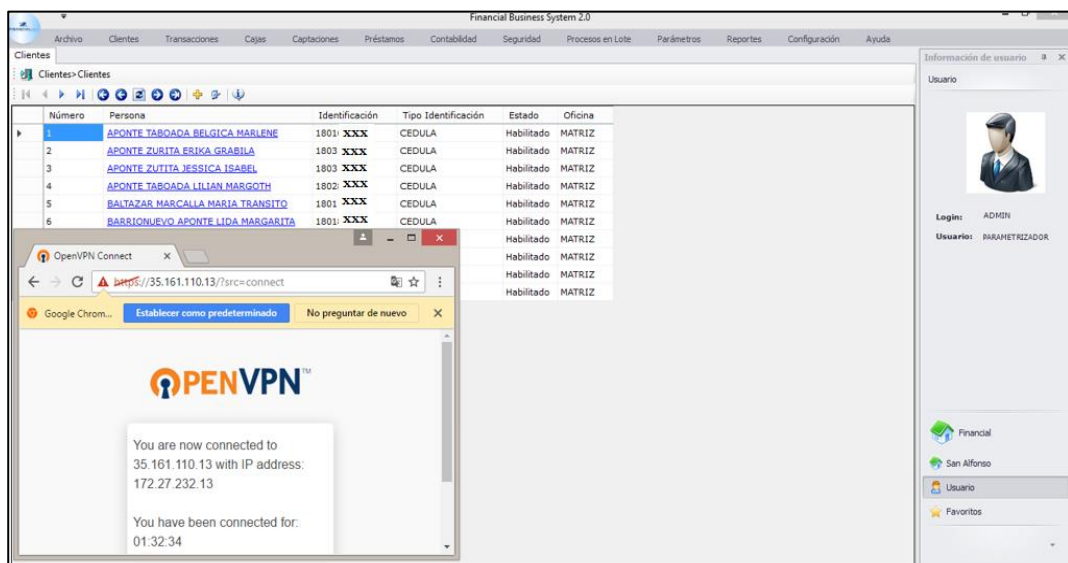 Financial Business System 2.0
Archivo Clientes Transacciones Cajas Captaciones Préstamos Contabilidad Seguridad Procesos en Lote Parámetros Reportes Configuración Ayuda
Clientes
Clientes>Clientes
Número Persona Identificación Tipo Identificación Estado Oficina
1 APONTE TABOADA BELGICA MARLENE 1801 XXX CEDULA Habilitado MATRIZ
2 APONTE ZURITA ERIKA GRABILA 1803 XXX CEDULA Habilitado MATRIZ
3 APONTE ZUTITA JESSICA ISABEL 1803 XXX CEDULA Habilitado MATRIZ
4 APONTE TABOADA LILIAN MARGOTH 1802 XXX CEDULA Habilitado MATRIZ
5 BALTAZAR MARCALLA MARIA TRANSITO 1801 XXX CEDULA Habilitado MATRIZ
6 BARRIONUEVO APONTE LIDA MARGARITA 1801 XXX CEDULA Habilitado MATRIZ
Habilitado MATRIZ
Habilitado MATRIZ
Habilitado MATRIZ
Habilitado MATRIZ
OpenVPN Connect
https://35.161.110.13/?src=connect
Google Chrom... Establecer como predeterminado No preguntar de nuevo
OPENVPN™
You are now connected to
35.161.110.13 with IP address:
172.27.232.13
You have been connected for:
01:32:34
Información de usuario
Usuario
Login: ADMIN
Usuario: PARAMETRIZADOR
Financial
San Alfonso
Usuario
Favoritos